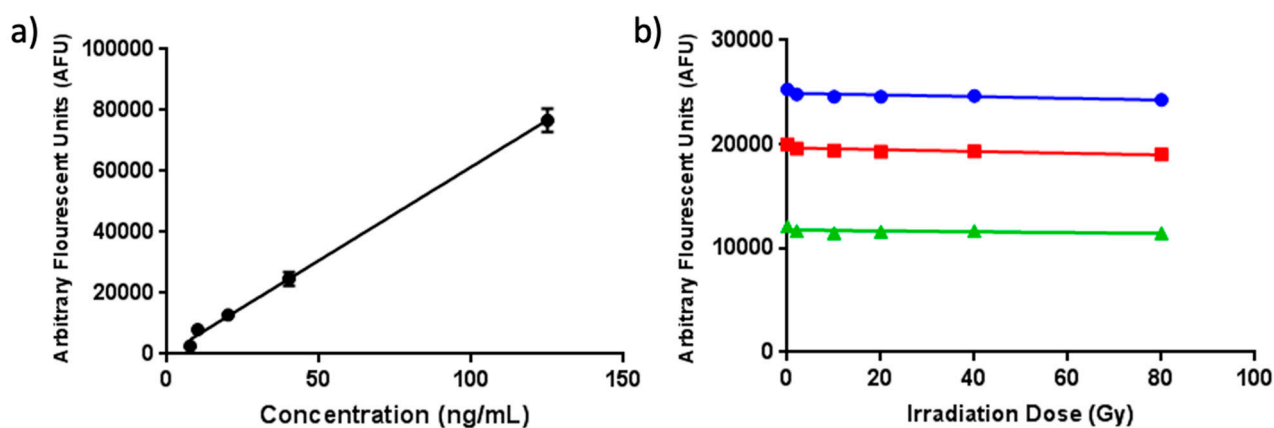 a)
Arbitrary Flourescent Units (AFU)
100000
80000
60000
40000
20000
0
0 50 100 150
Concentration (ng/mL)
b)
Arbitrary Flourescent Units (AFU)
30000
20000
10000
0
0 20 40 60 80 100
Irradiation Dose (Gy)